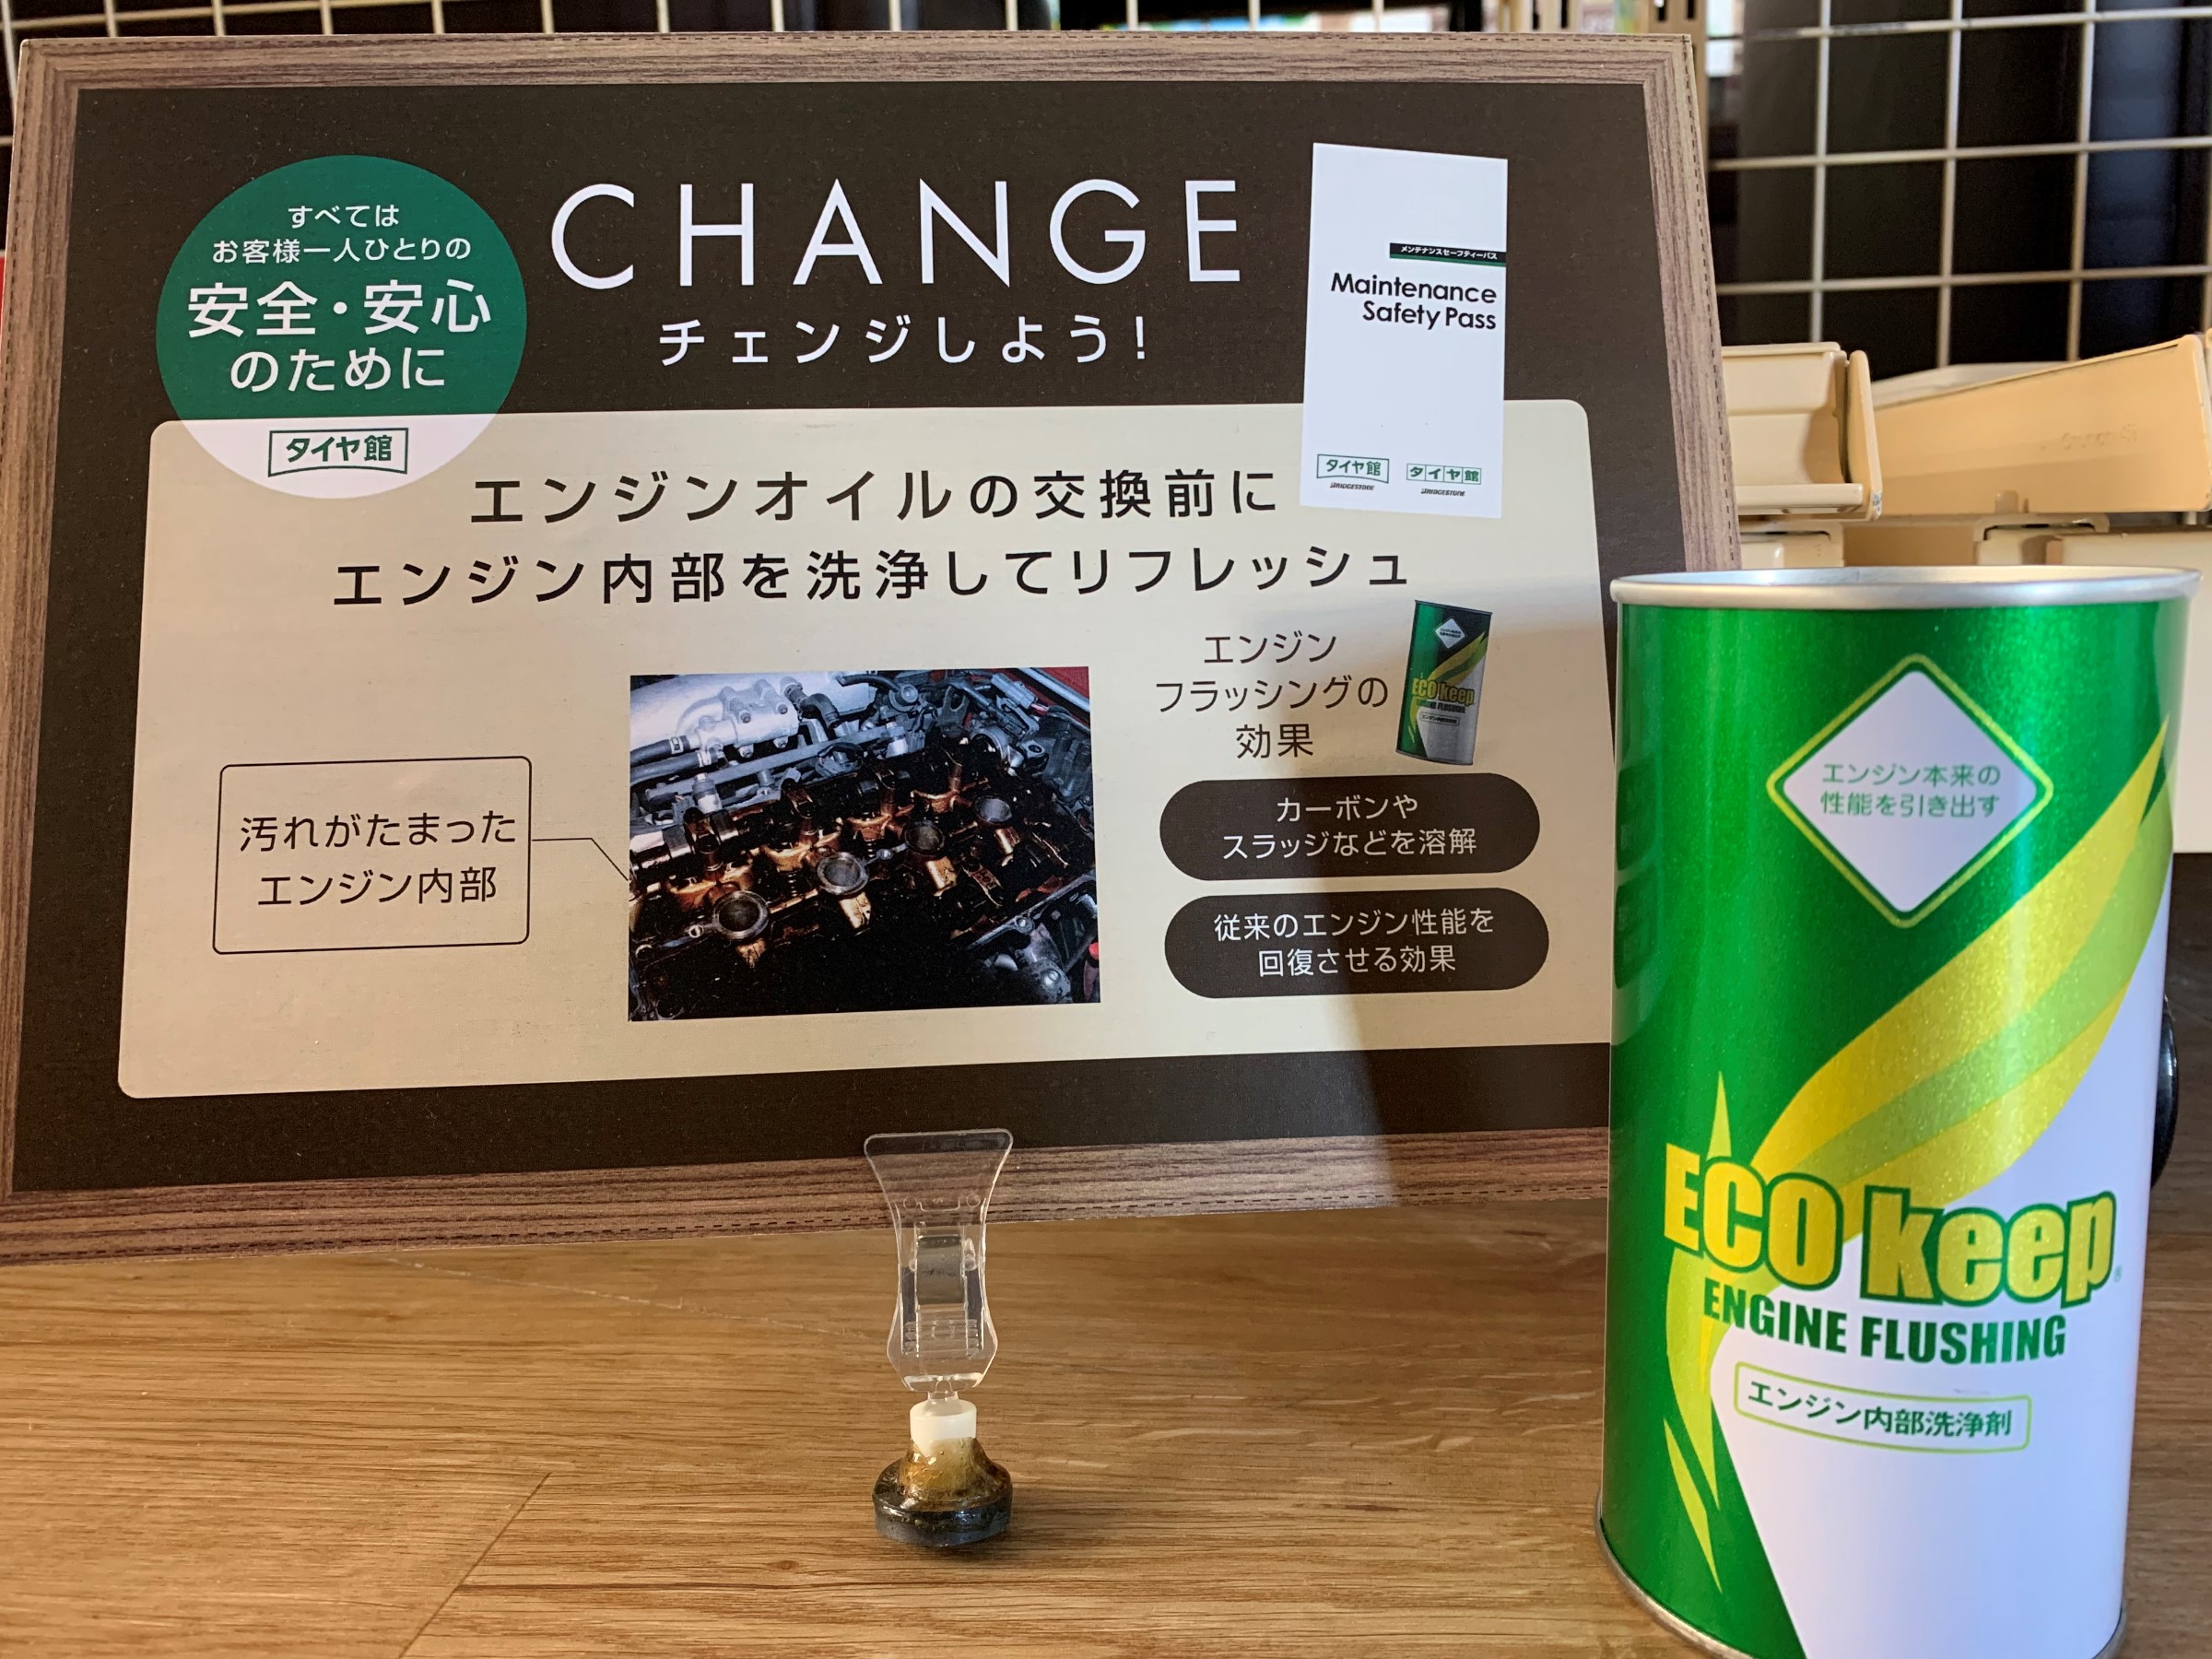 すべては
お客様一人ひとりの
安全・安心
のために
タイヤ館
CHANGE
チェンジしよう!
メンテナンスセーフティーパス
Maintenance
Safety Pass
タイヤ館
BRIDGESTONE
タイヤ館
BRIDGESTONE
エンジンオイルの交換前に
エンジン内部を洗浄してリフレッシュ
汚れがたまった
エンジン内部
エンジン
フラッシングの
効果
ECO keep
ENGINE FLUSHING
カーボンや
スラッジなどを溶解
従来のエンジン性能を
回復させる効果
エンジン本来の
性能を引き出す
ECO keep
ENGINE FLUSHING
エンジン内部洗浄剤